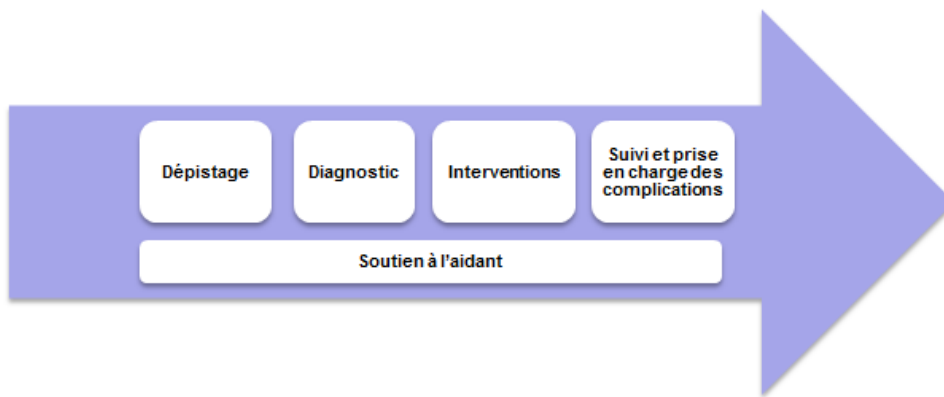 Dépistage
Diagnostic
Interventions
Suivi et prise
en charge des
complications
Soutien à l'aidant